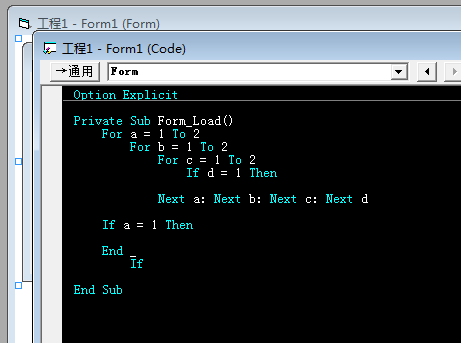 工程1 - Form1 (Form)
工程1 - Form1 (Code)
→通用 Form
Option Explicit
Private Sub Form_Load()
For a = 1 To 2
For b = 1 To 2
For c = 1 To 2
If d = 1 Then
Next a: Next b: Next c: Next d
If a = 1 Then
End _
If
End Sub